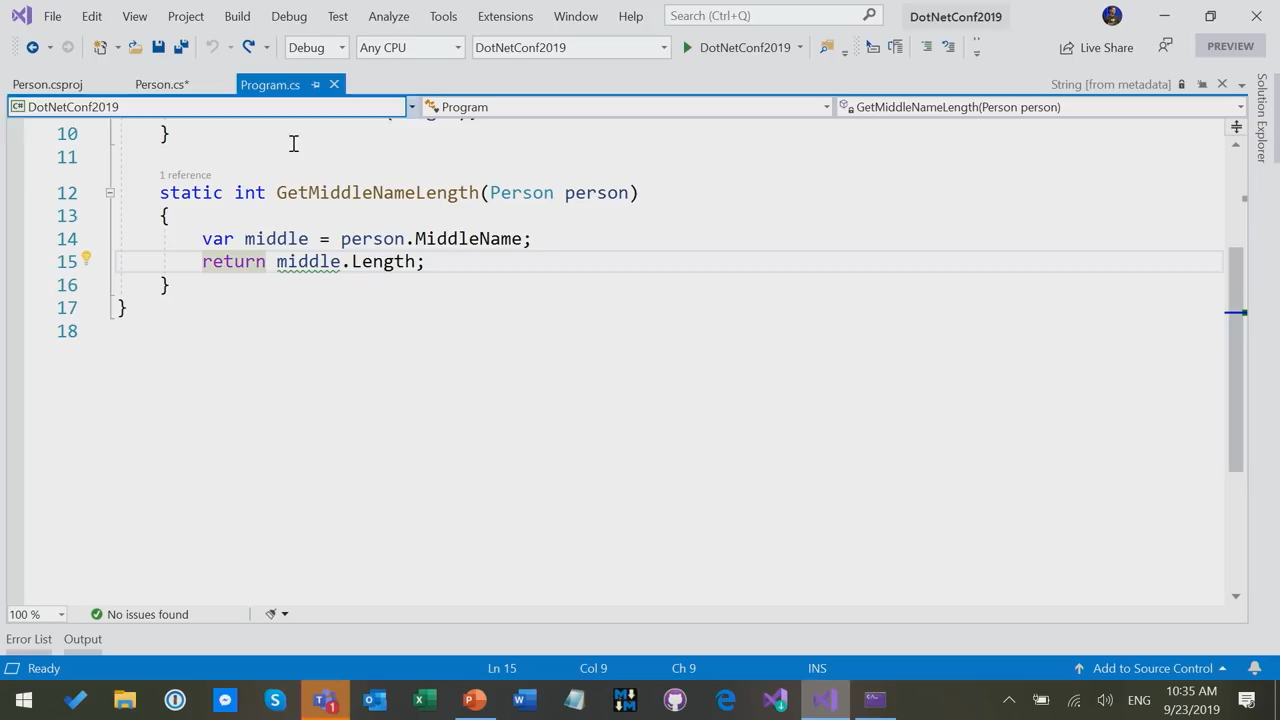 File Edit View Project Build Debug Test Analyze Tools Extensions Window Help Search (Ctrl+Q) DotNetConf2019
Debug Any CPU DotNetConf2019 DotNetConf2019 Live Share PREVIEW
Person.csproj Person.cs* Program.cs String [from metadata]
C# DotNetConf2019 Program GetMiddleNameLength(Person person)
10 }
11
1 reference
12 static int GetMiddleNameLength(Person person)
13 {
14 var middle = person.MiddleName;
15 return middle.Length;
16 }
17 }
18
Solution Explorer
100 % No issues found
Error List Output
Ready Ln 15 Col 9 Ch 9 INS Add to Source Control
ENG 10:35 AM
9/23/2019